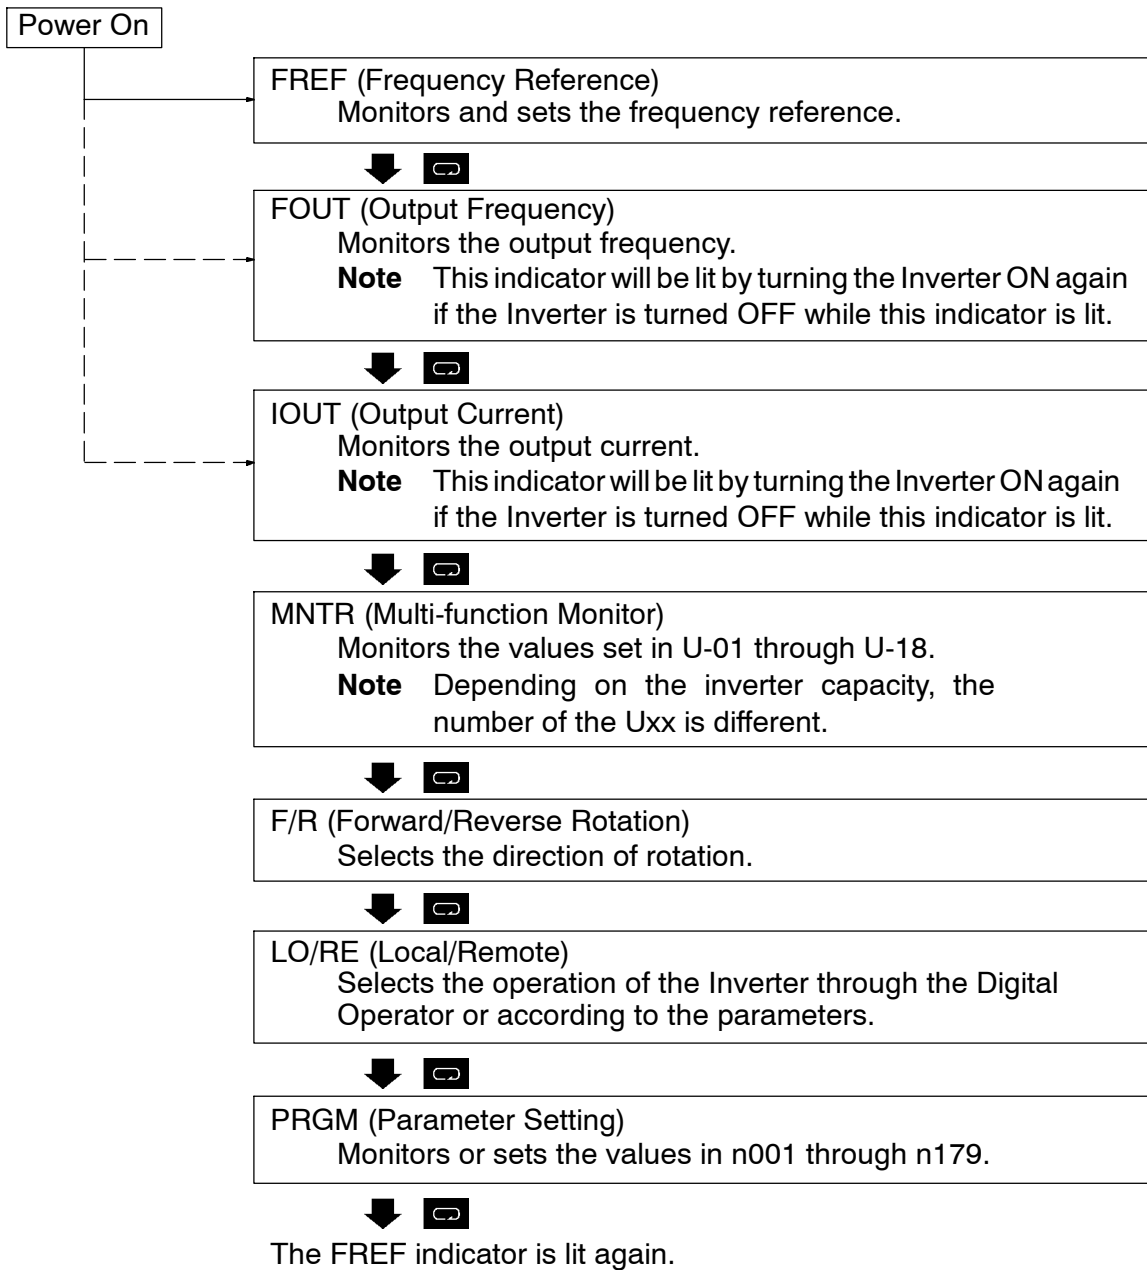 Power On
FREF (Frequency Reference)
Monitors and sets the frequency reference.
FOUT (Output Frequency)
Monitors the output frequency.
Note This indicator will be lit by turning the Inverter ON again
if the Inverter is turned OFF while this indicator is lit.
IOUT (Output Current)
Monitors the output current.
Note This indicator will be lit by turning the Inverter ON again
if the Inverter is turned OFF while this indicator is lit.
MNTR (Multi-function Monitor)
Monitors the values set in U-01 through U-18.
Note Depending on the inverter capacity, the
number of the Uxx is different.
F/R (Forward/Reverse Rotation)
Selects the direction of rotation.
LO/RE (Local/Remote)
Selects the operation of the Inverter through the Digital
Operator or according to the parameters.
PRGM (Parameter Setting)
Monitors or sets the values in n001 through n179.
The FREF indicator is lit again.